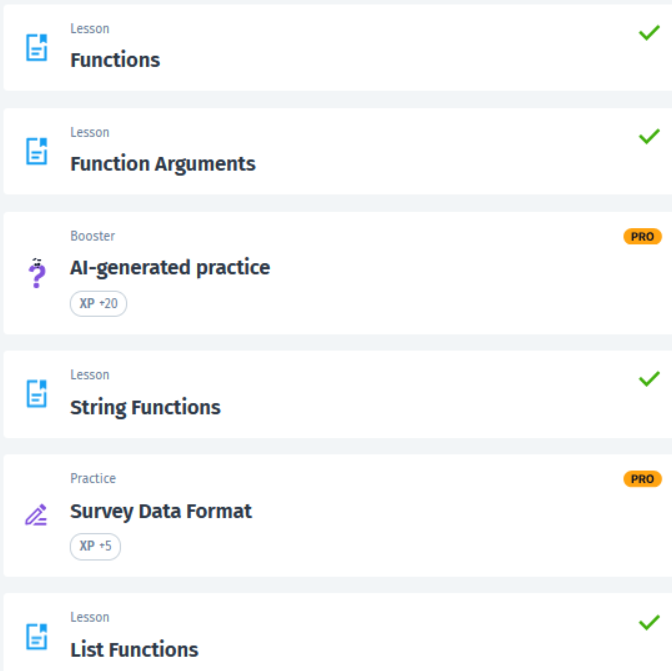 Lesson
Functions
Lesson
Function Arguments
Booster
PRO
AI-generated practice
XP +20
Lesson
String Functions
Practice
PRO
Survey Data Format
XP +5
Lesson
List Functions